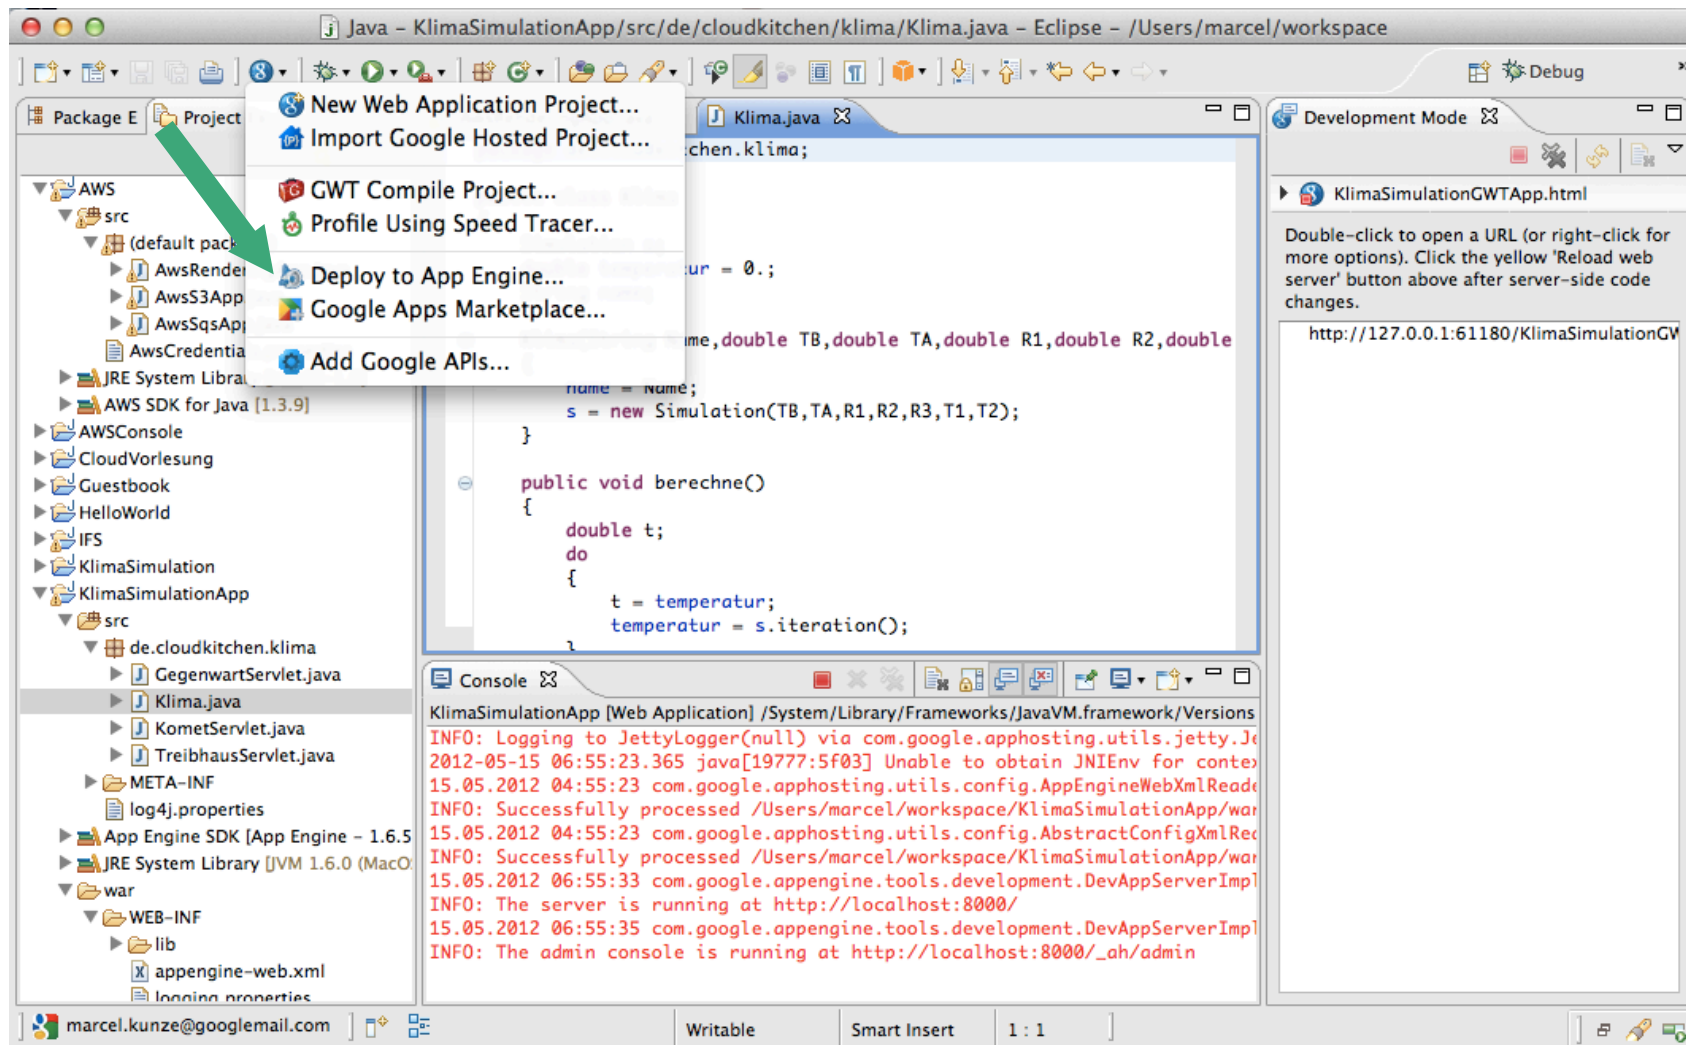 Java – KlimaSimulationApp/src/de/cloudkitchen/klima/Klima.java – Eclipse – /Users/marcel/workspace
Debug
Package E
Project
New Web Application Project...
Import Google Hosted Project...
GWT Compile Project...
Profile Using Speed Tracer...
Deploy to App Engine...
Google Apps Marketplace...
Add Google APIs...
AWS
src
(default pack
AwsRender
AwsS3App
AwsSqsApp
AwsCredentia
JRE System Librar
AWS SDK for Java [1.3.9]
AWSConsole
CloudVorlesung
Guestbook
HelloWorld
IFS
KlimaSimulation
KlimaSimulationApp
src
de.cloudkitchen.klima
GegenwartServlet.java
Klima.java
KometServlet.java
TreibhausServlet.java
META-INF
log4j.properties
App Engine SDK [App Engine – 1.6.5
JRE System Library [JVM 1.6.0 (MacO
war
WEB-INF
lib
appengine-web.xml
logging.properties
Klima.java
chen.klima;
ur = 0.;
me,double TB,double TA,double R1,double R2,double
name = Name;
s = new Simulation(TB,TA,R1,R2,R3,T1,T2);
}
public void berechne()
{
double t;
do
{
t = temperatur;
temperatur = s.iteration();
}
Console
KlimaSimulationApp [Web Application] /System/Library/Frameworks/JavaVM.framework/Versions
INFO: Logging to JettyLogger(null) via com.google.apphosting.utils.jetty.Je
2012-05-15 06:55:23.365 java[19777:5f03] Unable to obtain JNIEnv for contex
15.05.2012 04:55:23 com.google.apphosting.utils.config.AppEngineWebXmlReade
INFO: Successfully processed /Users/marcel/workspace/KlimaSimulationApp/war
15.05.2012 04:55:23 com.google.apphosting.utils.config.AbstractConfigXmlRea
INFO: Successfully processed /Users/marcel/workspace/KlimaSimulationApp/war
15.05.2012 06:55:33 com.google.appengine.tools.development.DevAppServerImpl
INFO: The server is running at http://localhost:8000/
15.05.2012 06:55:35 com.google.appengine.tools.development.DevAppServerImpl
INFO: The admin console is running at http://localhost:8000/_ah/admin
Development Mode
KlimaSimulationGWTApp.html
Double-click to open a URL (or right-click for
more options). Click the yellow 'Reload web
server' button above after server-side code
changes.
http://127.0.0.1:61180/KlimaSimulationGW
marcel.kunze@googlemail.com
Writable
Smart Insert
1 : 1